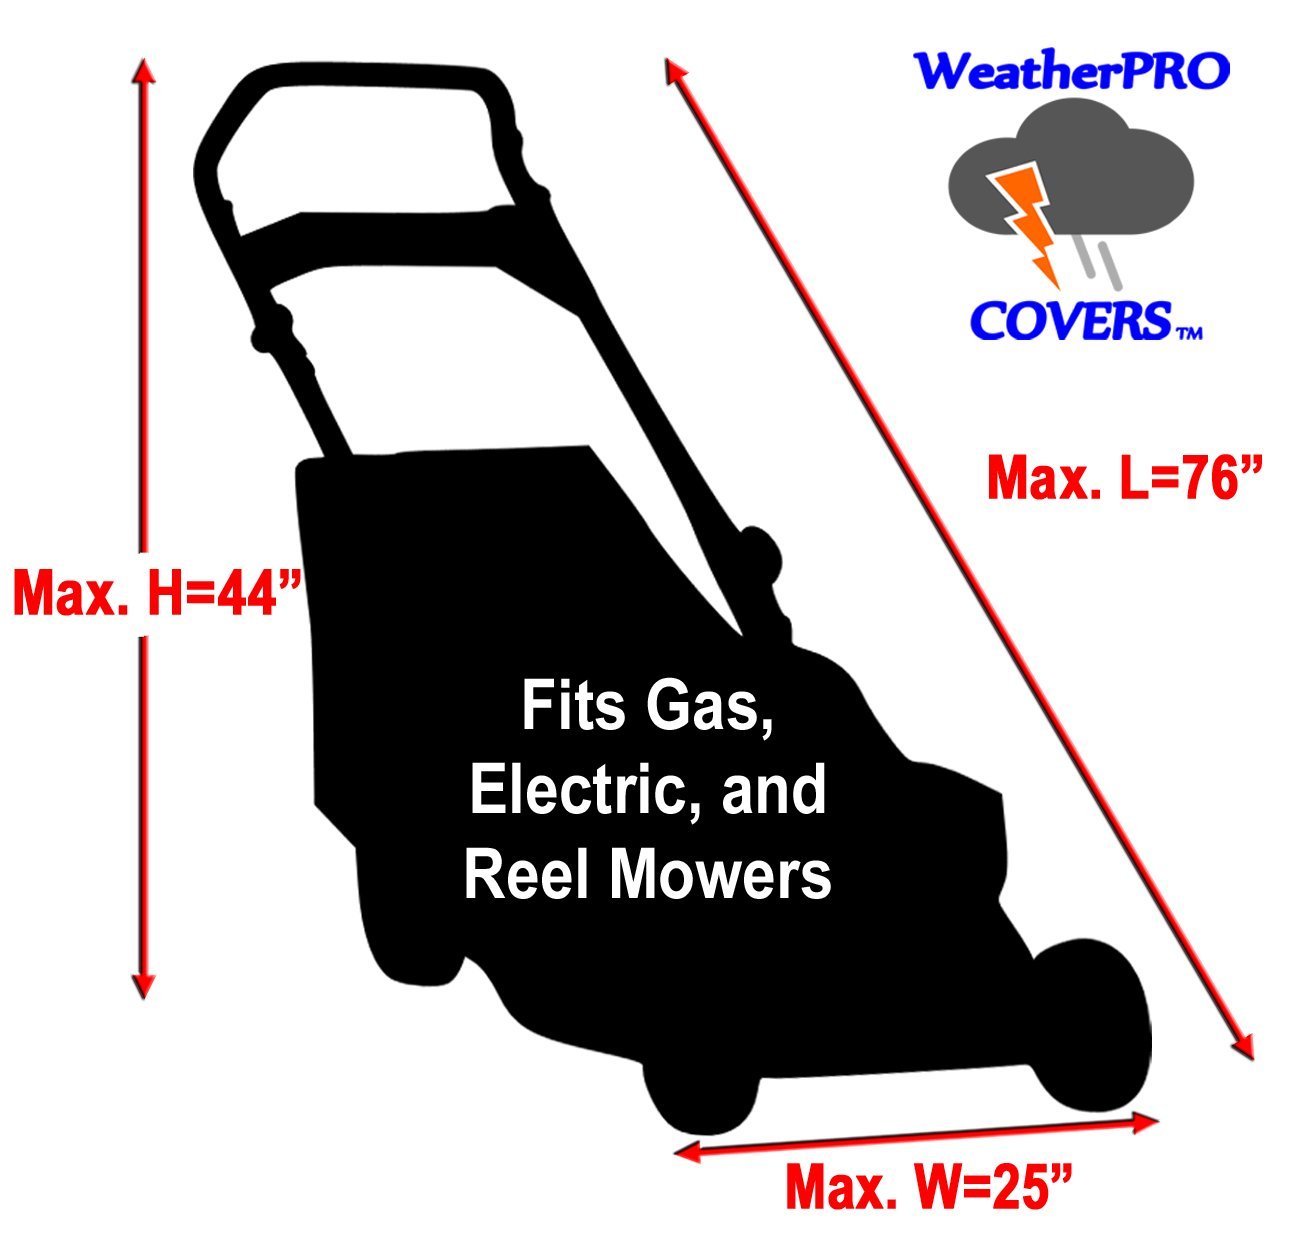 WeatherPRO
COVERS™
Max. L=76”
Max. H=44”
Fits Gas,
Electric, and
Reel Mowers
Max. W=25”